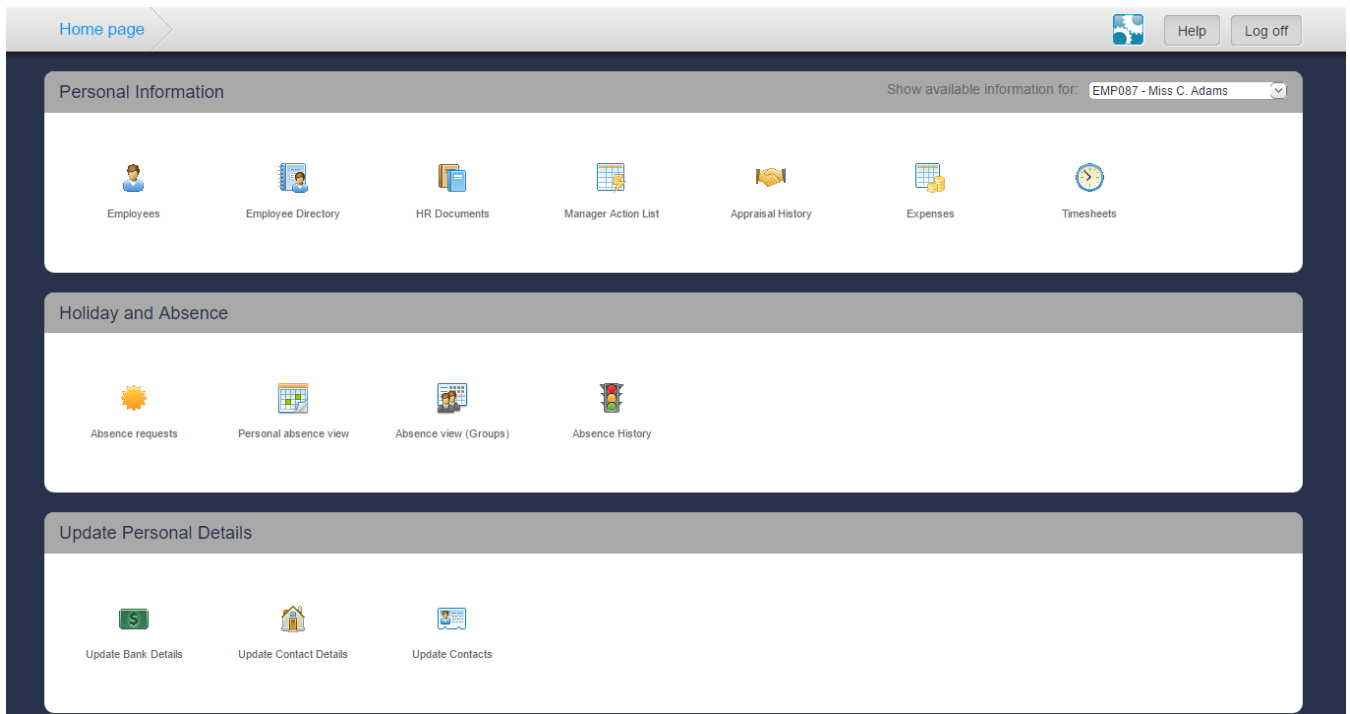 Home page
Help
Log off
Personal Information
Show available information for:
EMP087 - Miss C. Adams
Employees
Employee Directory
HR Documents
Manager Action List
Appraisal History
Expenses
Timesheets
Holiday and Absence
Absence requests
Personal absence view
Absence view (Groups)
Absence History
Update Personal Details
$
Update Bank Details
Update Contact Details
Update Contacts